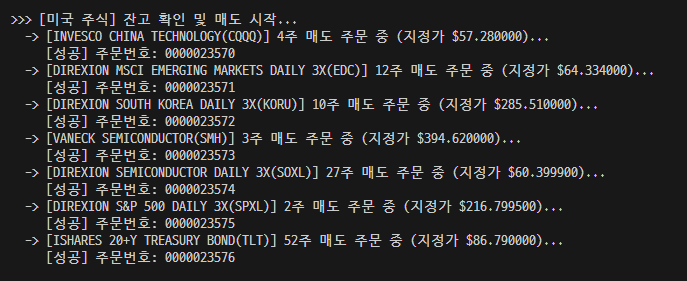 >>> [미국 주식] 잔고 확인 및 매도 시작...
-> [INVESCO CHINA TECHNOLOGY(CQQQ)] 4주 매도 주문 중 (지정가 $57.280000)...
[성공] 주문번호: 0000023570
-> [DIREXION MSCI EMERGING MARKETS DAILY 3X(EDC)] 12주 매도 주문 중 (지정가 $64.334000)...
[성공] 주문번호: 0000023571
-> [DIREXION SOUTH KOREA DAILY 3X(KORU)] 10주 매도 주문 중 (지정가 $285.510000)...
[성공] 주문번호: 0000023572
-> [VANECK SEMICONDUCTOR(SMH)] 3주 매도 주문 중 (지정가 $394.620000)...
[성공] 주문번호: 0000023573
-> [DIREXION SEMICONDUCTOR DAILY 3X(SOXL)] 27주 매도 주문 중 (지정가 $60.399900)...
[성공] 주문번호: 0000023574
-> [DIREXION S&P 500 DAILY 3X(SPXL)] 2주 매도 주문 중 (지정가 $216.799500)...
[성공] 주문번호: 0000023575
-> [ISHARES 20+Y TREASURY BOND(TLT)] 52주 매도 주문 중 (지정가 $86.790000)...
[성공] 주문번호: 0000023576